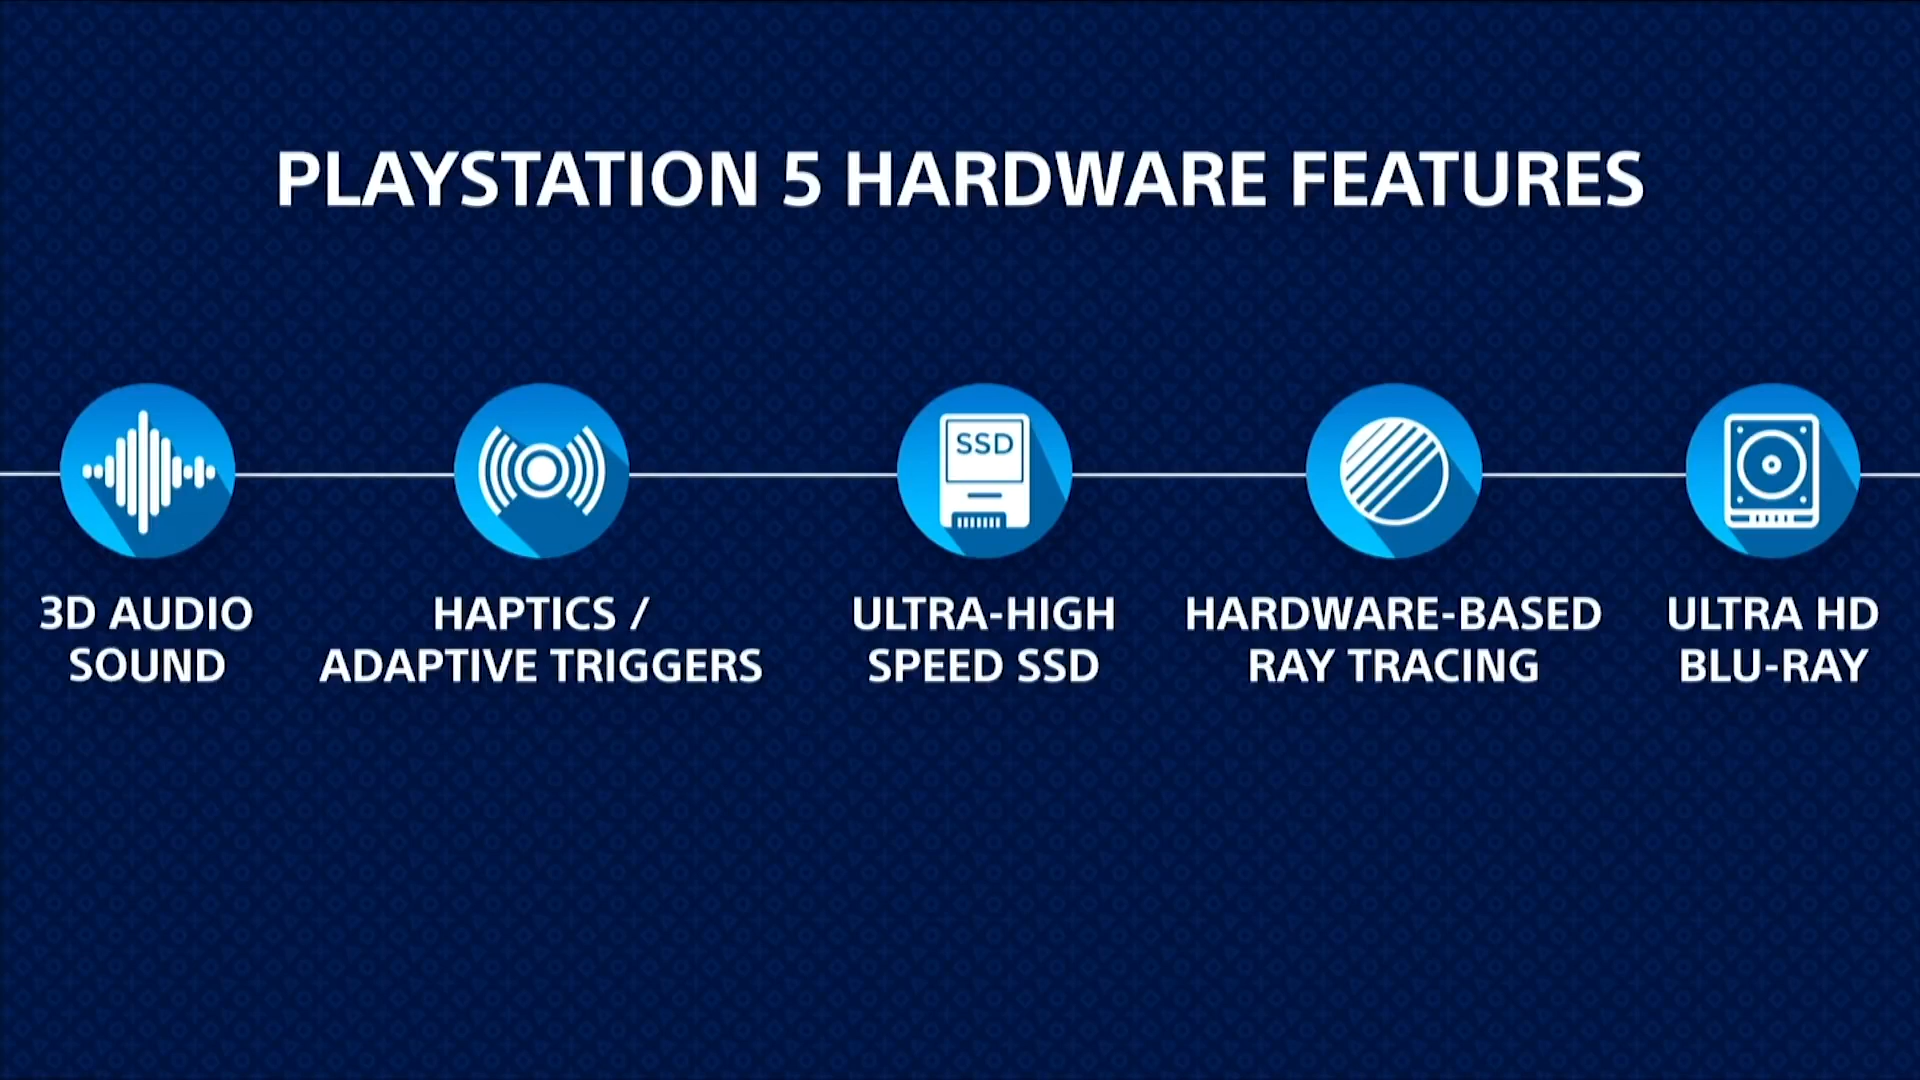 PLAYSTATION 5 HARDWARE FEATURES
SSD
3D AUDIO
SOUND
HAPTICS /
ADAPTIVE TRIGGERS
ULTRA-HIGH
SPEED SSD
HARDWARE-BASED
RAY TRACING
ULTRA HD
BLU-RAY